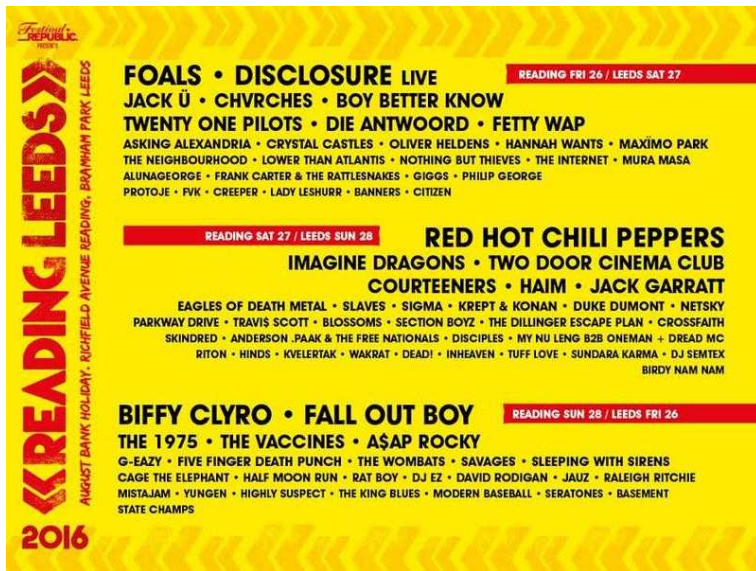 Festival REPUBLIC.
PRESENTS
<<READING LEEDS>>
AUGUST BANK HOLIDAY. RICHFIELD AVENUE READING, BRAMHAM PARK LEEDS
2016
FOALS • DISCLOSURE LIVE
READING FRI 26 / LEEDS SAT 27
JACK Ü • CHVRCHES • BOY BETTER KNOW
TWENTY ONE PILOTS • DIE ANTWOORD • FETTY WAP
ASKING ALEXANDRIA • CRYSTAL CASTLES • OLIVER HELDENS • HANNAH WANTS • MAXÏMO PARK
THE NEIGHBOURHOOD • LOWER THAN ATLANTIS • NOTHING BUT THIEVES • THE INTERNET • MURA MASA
ALUNAGEORGE • FRANK CARTER & THE RATTLESNAKES • GIGGS • PHILIP GEORGE
PROTOJE • FVK • CREEPER • LADY LESHURR • BANNERS • CITIZEN
READING SAT 27 / LEEDS SUN 28
RED HOT CHILI PEPPERS
IMAGINE DRAGONS • TWO DOOR CINEMA CLUB
COURTEENERS • HAIM • JACK GARRATT
EAGLES OF DEATH METAL • SLAVES • SIGMA • KREPT & KONAN • DUKE DUMONT • NETSKY
PARKWAY DRIVE • TRAVI$ SCOTT • BLOSSOMS • SECTION BOYZ • THE DILLINGER ESCAPE PLAN • CROSSFAITH
SKINDRED • ANDERSON .PAAK & THE FREE NATIONALS • DISCIPLES • MY NU LENG B2B ONEMAN + DREAD MC
RITON • HINDS • KVELERTAK • WAKRAT • DEAD! • INHEAVEN • TUFF LOVE • SUNDARA KARMA • DJ SEMTEX
BIRDY NAM NAM
BIFFY CLYRO • FALL OUT BOY
READING SUN 28 / LEEDS FRI 26
THE 1975 • THE VACCINES • A$AP ROCKY
G-EAZY • FIVE FINGER DEATH PUNCH • THE WOMBATS • SAVAGES • SLEEPING WITH SIRENS
CAGE THE ELEPHANT • HALF MOON RUN • RAT BOY • DJ EZ • DAVID RODIGAN • JAUZ • RALEIGH RITCHIE
MISTAJAM • YUNGEN • HIGHLY SUSPECT • THE KING BLUES • MODERN BASEBALL • SERATONES • BASEMENT
STATE CHAMPS